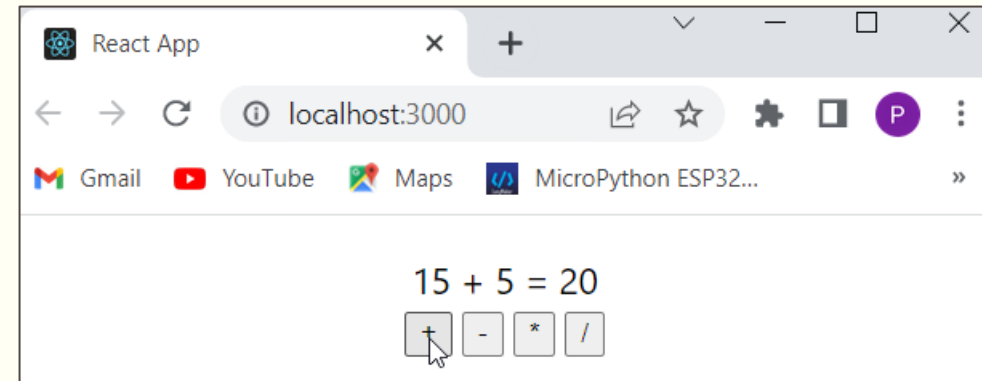 React App
localhost:3000
P
Gmail YouTube Maps </> MicroPython ESP32... »
15 + 5 = 20
+ - * /